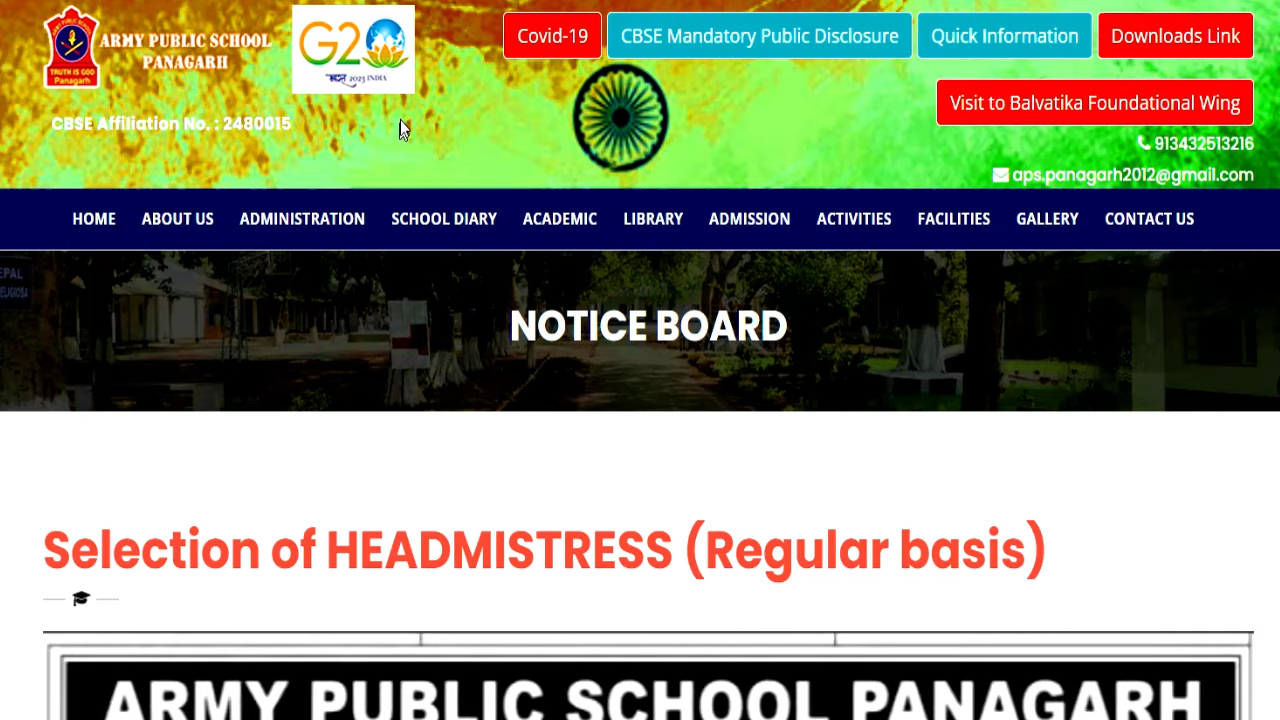 ARMY PUBLIC SCHOOL
PANAGARH
TRUTH IS GOD
Panagarh
G20
भारत 2023 INDIA
CBSE Affiliation No. : 2480015
Covid-19
CBSE Mandatory Public Disclosure
Quick Information
Downloads Link
Visit to Balvatika Foundational Wing
913432513216
aps.panagarh2012@gmail.com
HOME ABOUT US ADMINISTRATION SCHOOL DIARY ACADEMIC LIBRARY ADMISSION ACTIVITIES FACILITIES GALLERY CONTACT US
EPAL
RELIGIOSA
NOTICE BOARD
Selection of HEADMISTRESS (Regular basis)
ARMY PUBLIC SCHOOL PANAGARH